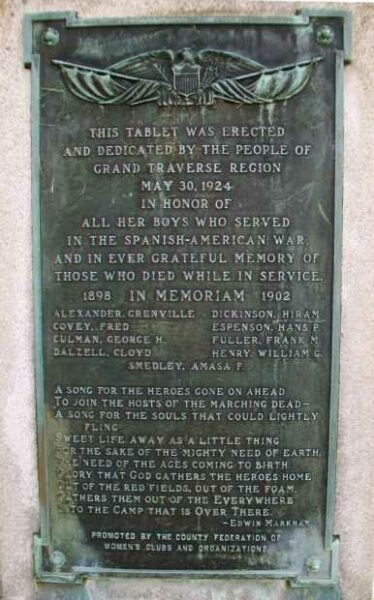 THIS TABLET WAS ERECTED
AND DEDICATED BY THE PEOPLE OF
GRAND TRAVERSE REGION
MAY 30, 1924
IN HONOR OF
ALL HER BOYS WHO SERVED
IN THE SPANISH-AMERICAN WAR,
AND IN EVER GRATEFUL MEMORY OF
THOSE WHO DIED WHILE IN SERVICE.
1898 IN MEMORIAM 1902
ALEXANDER, GRENVILLE DICKINSON, HIRAM
COVEY, FRED ESPENSON, HANS P.
CULMAN, GEORGE H. FULLER, FRANK M.
DALZELL, CLOYD HENRY, WILLIAM G.
SMEDLEY, AMASA F.
A SONG FOR THE HEROES GONE ON AHEAD
TO JOIN THE HOSTS OF THE MARCHING DEAD—
A SONG FOR THE SOULS THAT COULD LIGHTLY
FLING
SWEET LIFE AWAY AS A LITTLE THING
THE SAKE OF THE MIGHTY NEED OF EARTH,
NEED OF THE AGES COMING TO BIRTH
THAT GOD GATHERS THE HEROES HOME
OF THE RED FIELDS, OUT OF THE FOAM
THEM OUT OF THE EVERYWHERE
TO THE CAMP THAT IS OVER THERE.
—EDWIN MARKHAM
PROMOTED BY THE COUNTY FEDERATION OF
WOMEN'S CLUBS AND ORGANIZATIONS.